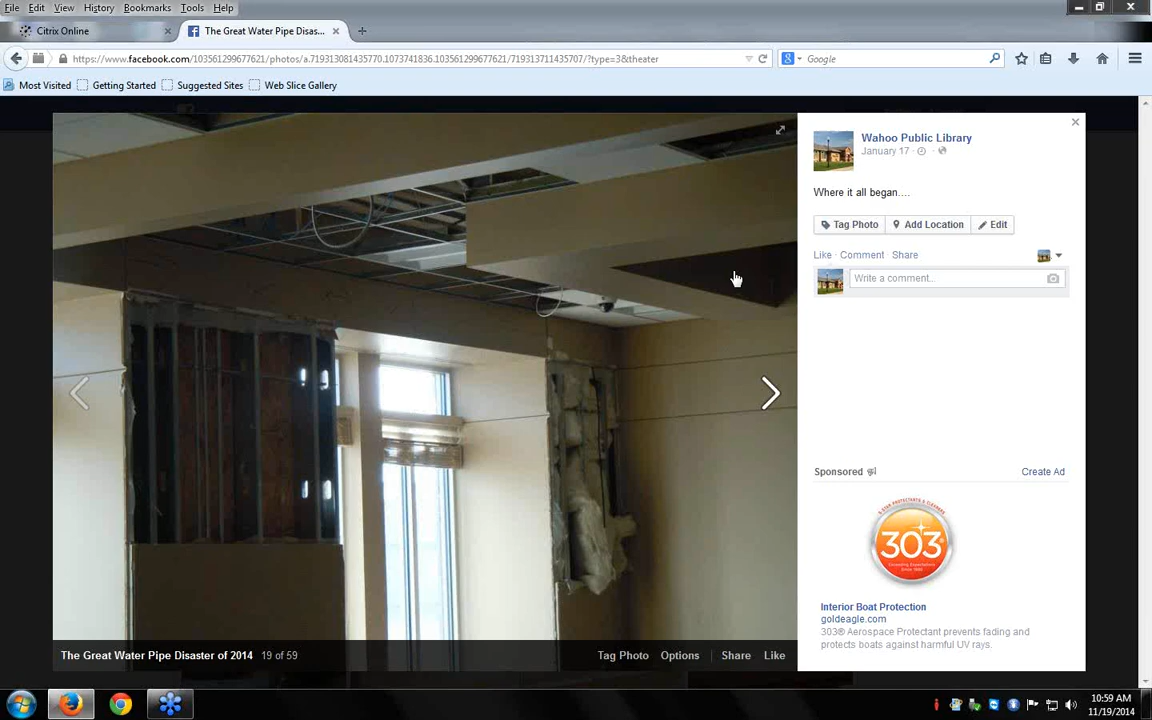 File Edit View History Bookmarks Tools Help
Citrix Online
The Great Water Pipe Disas...
https://www.facebook.com/103561299677621/photos/a.719313081435770.1073741836.103561299677621/719313711435707/?type=3&theater
Google
Most Visited Getting Started Suggested Sites Web Slice Gallery
Wahoo Public Library
January 17
Where it all began....
Tag Photo Add Location Edit
Like Comment Share
Write a comment...
Sponsored Create Ad
303
Interior Boat Protection
goldeagle.com
303® Aerospace Protectant prevents fading and
protects boats against harmful UV rays.
The Great Water Pipe Disaster of 2014 19 of 59 Tag Photo Options Share Like
10:59 AM
11/19/2014